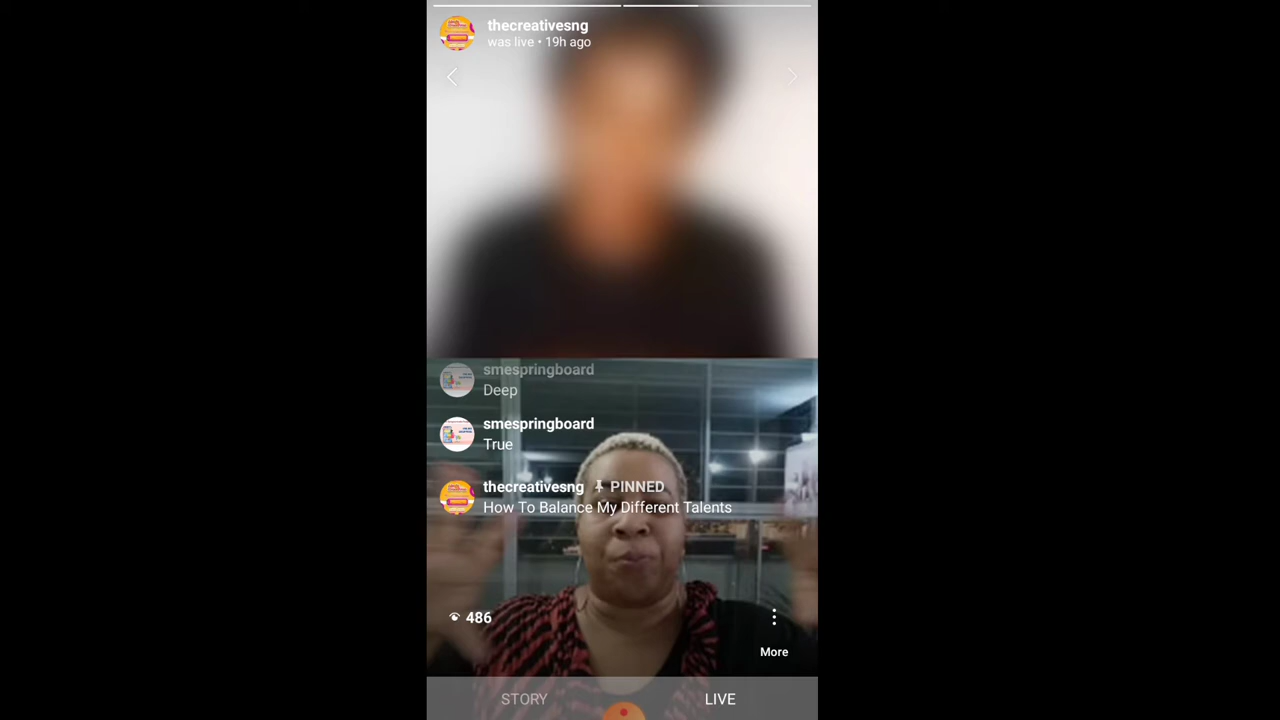 thecreativesng
was live • 19h ago
smespringboard
Deep
smespringboard
True
thecreativesng PINNED
How To Balance My Different Talents
486
More
STORY LIVE